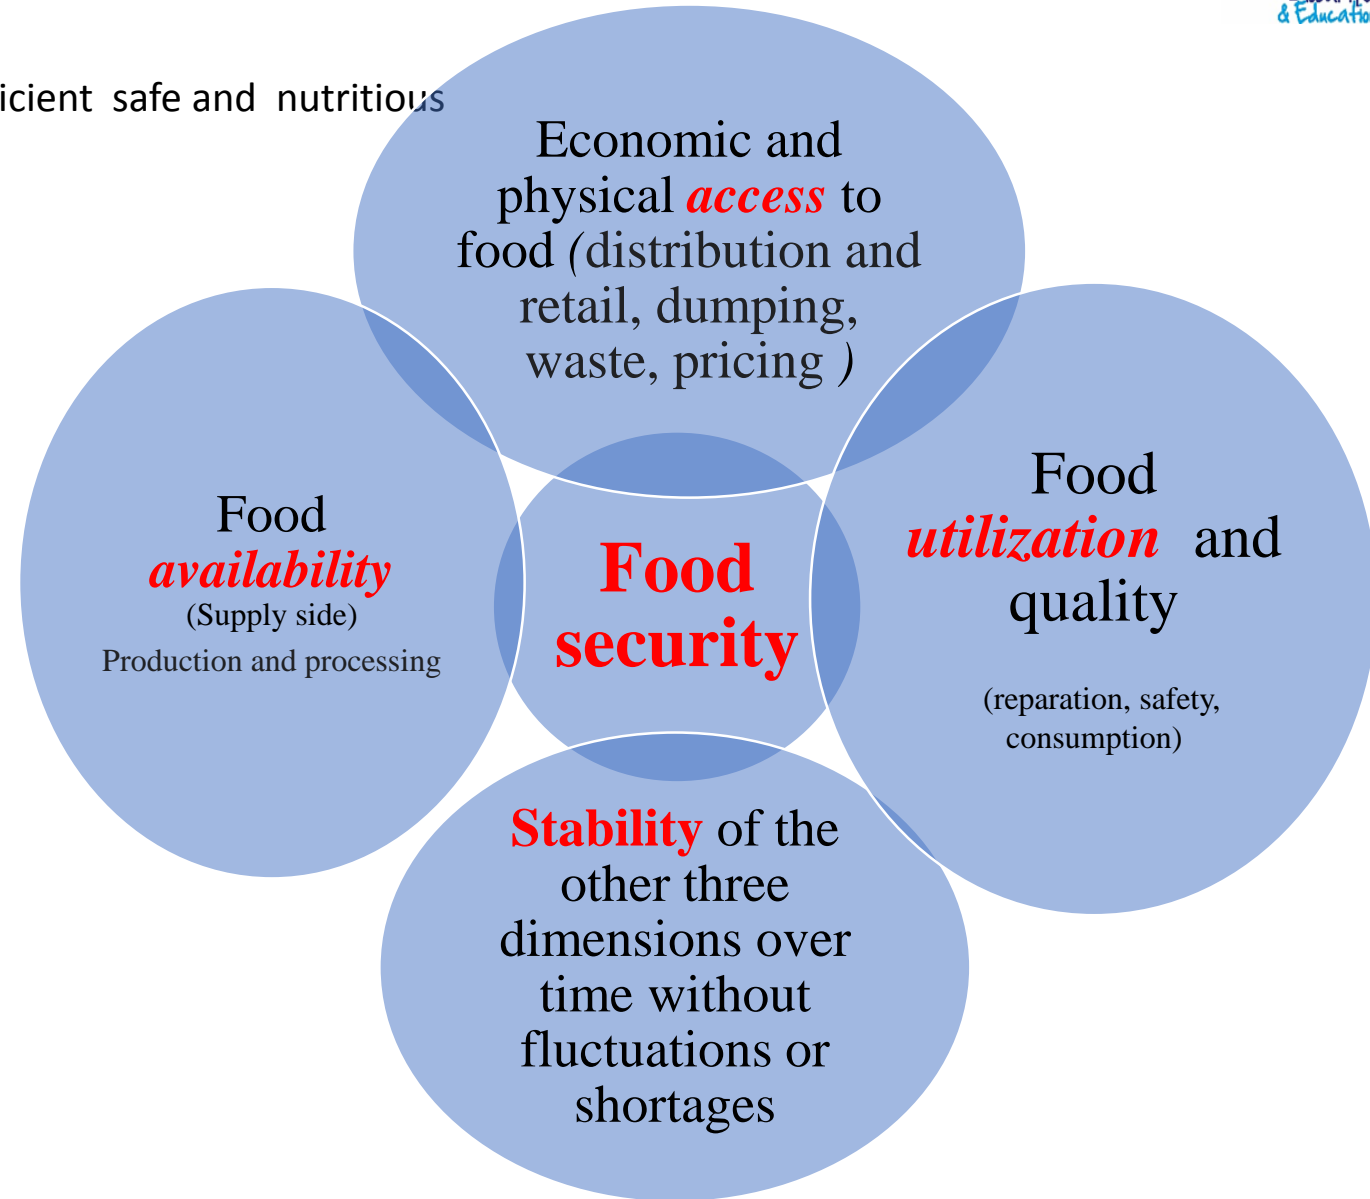 & Education
icient safe and nutritious
Economic and
physical access to
food (distribution and
retail, dumping,
waste, pricing )
Food
availability
(Supply side)
Production and processing
Food
security
Food
utilization and
quality
(reparation, safety,
consumption)
Stability of the
other three
dimensions over
time without
fluctuations or
shortages